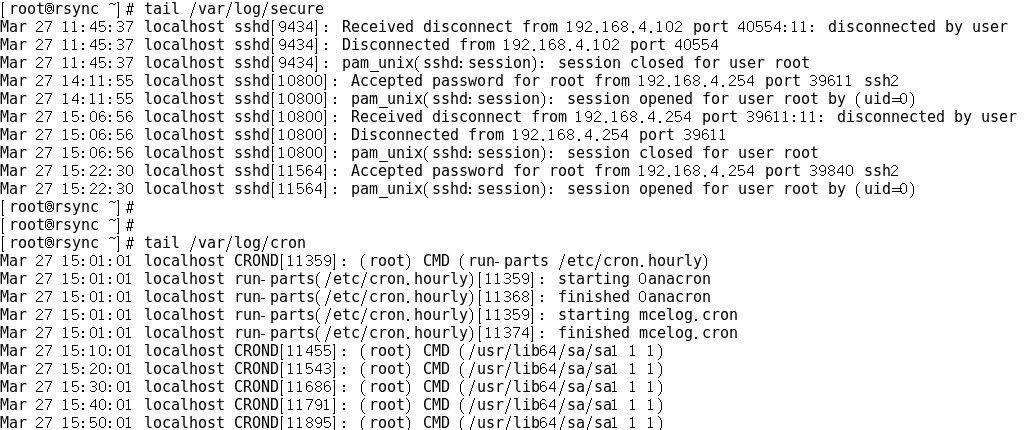 [root@rsync ~]# tail /var/log/secure
Mar 27 11:45:37 localhost sshd[9434]: Received disconnect from 192.168.4.102 port 40554:11: disconnected by user
Mar 27 11:45:37 localhost sshd[9434]: Disconnected from 192.168.4.102 port 40554
Mar 27 11:45:37 localhost sshd[9434]: pam_unix(sshd:session): session closed for user root
Mar 27 14:11:55 localhost sshd[10800]: Accepted password for root from 192.168.4.254 port 39611 ssh2
Mar 27 14:11:55 localhost sshd[10800]: pam_unix(sshd:session): session opened for user root by (uid=0)
Mar 27 15:06:56 localhost sshd[10800]: Received disconnect from 192.168.4.254 port 39611:11: disconnected by user
Mar 27 15:06:56 localhost sshd[10800]: Disconnected from 192.168.4.254 port 39611
Mar 27 15:06:56 localhost sshd[10800]: pam_unix(sshd:session): session closed for user root
Mar 27 15:22:30 localhost sshd[11564]: Accepted password for root from 192.168.4.254 port 39840 ssh2
Mar 27 15:22:30 localhost sshd[11564]: pam_unix(sshd:session): session opened for user root by (uid=0)
[root@rsync ~]#
[root@rsync ~]#
[root@rsync ~]# tail /var/log/cron
Mar 27 15:01:01 localhost CROND[11359]: (root) CMD (run-parts /etc/cron.hourly)
Mar 27 15:01:01 localhost run-parts(/etc/cron.hourly)[11359]: starting 0anacron
Mar 27 15:01:01 localhost run-parts(/etc/cron.hourly)[11368]: finished 0anacron
Mar 27 15:01:01 localhost run-parts(/etc/cron.hourly)[11359]: starting mcelog.cron
Mar 27 15:01:01 localhost run-parts(/etc/cron.hourly)[11374]: finished mcelog.cron
Mar 27 15:10:01 localhost CROND[11455]: (root) CMD (/usr/lib64/sa/sa1 1 1)
Mar 27 15:20:01 localhost CROND[11543]: (root) CMD (/usr/lib64/sa/sa1 1 1)
Mar 27 15:30:01 localhost CROND[11686]: (root) CMD (/usr/lib64/sa/sa1 1 1)
Mar 27 15:40:01 localhost CROND[11791]: (root) CMD (/usr/lib64/sa/sa1 1 1)
Mar 27 15:50:01 localhost CROND[11895]: (root) CMD (/usr/lib64/sa/sa1 1 1)